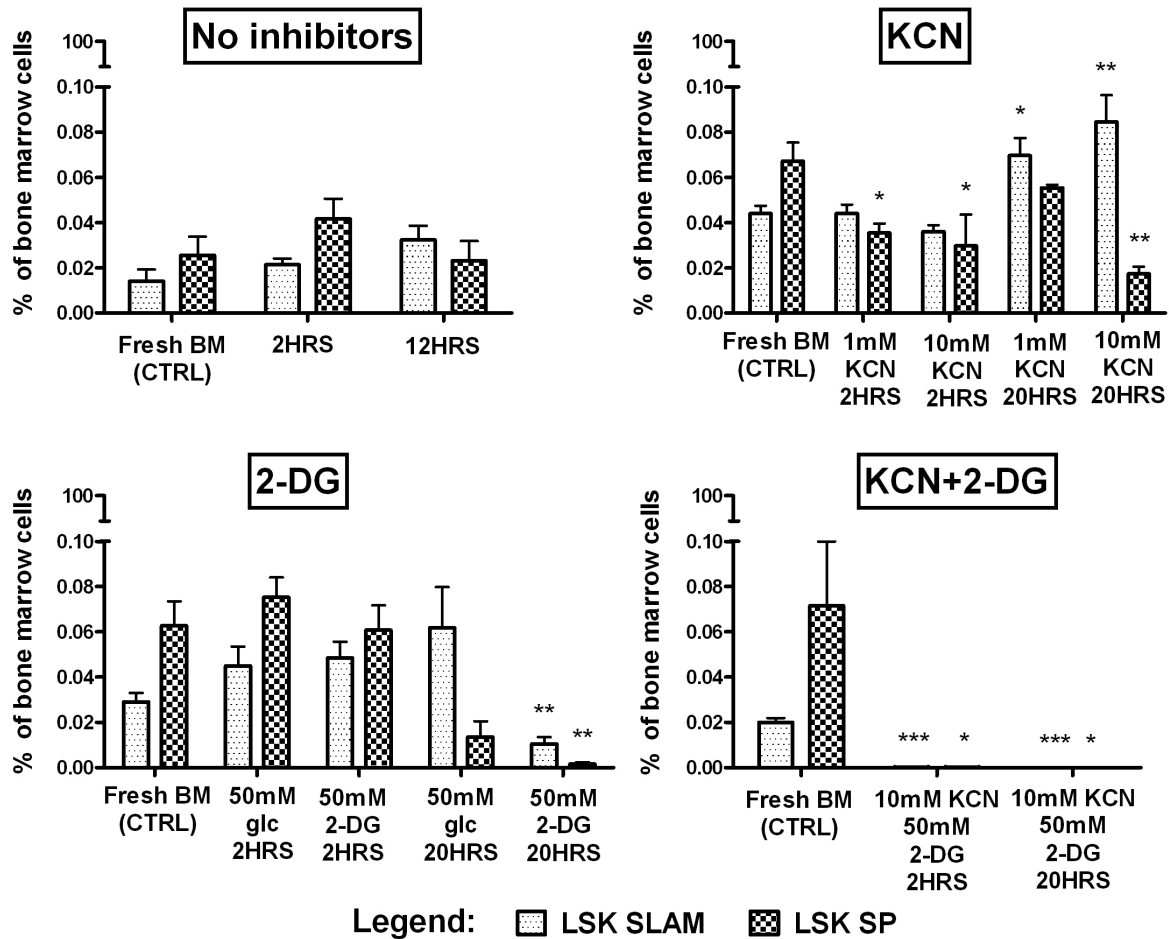 No inhibitors
% of bone marrow cells
100
0.10
0.08
0.06
0.04
0.02
0.00
Fresh BM
(CTRL)
2HRS
12HRS
KCN
% of bone marrow cells
100
0.10
0.08
0.06
0.04
0.02
0.00
*
*
*
**
**
Fresh BM
(CTRL)
1mM
KCN
2HRS
10mM
KCN
2HRS
1mM
KCN
20HRS
10mM
KCN
20HRS
2-DG
% of bone marrow cells
100
0.10
0.08
0.06
0.04
0.02
0.00
**
**
Fresh BM
(CTRL)
50mM
glc
2HRS
50mM
2-DG
2HRS
50mM
glc
20HRS
50mM
2-DG
20HRS
KCN+2-DG
% of bone marrow cells
100
0.10
0.08
0.06
0.04
0.02
0.00
***
*
***
*
Fresh BM
(CTRL)
10mM KCN
50mM
2-DG
2HRS
10mM KCN
50mM
2-DG
20HRS
Legend: LSK SLAM LSK SP